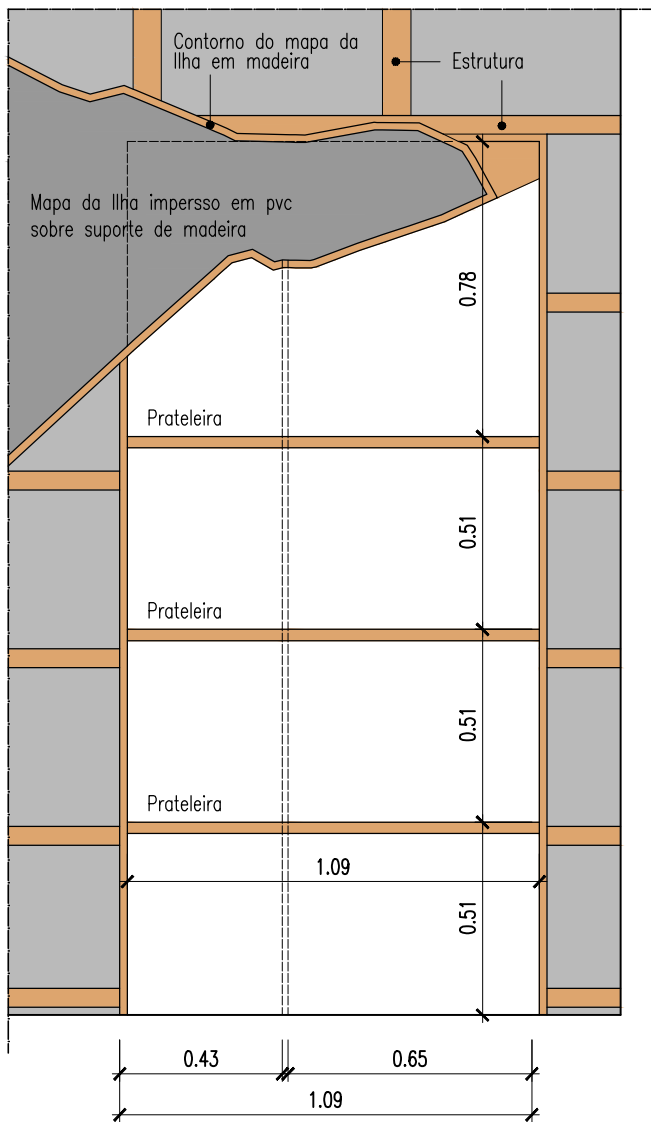 Contorno do mapa da
Ilha em madeira
Estrutura
Mapa da Ilha impersso em pvc
sobre suporte de madeira
0.78
Prateleira
0.51
Prateleira
0.51
Prateleira
1.09
0.51
0.43
0.65
1.09